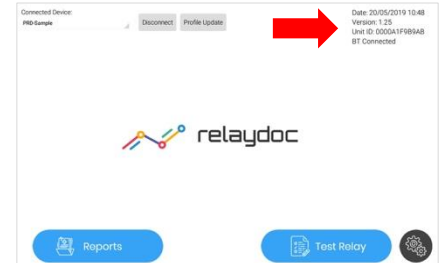 Connected Device:
PRD-Sample
Disconnect
Profile Update
Date: 20/05/2019 10:48
Version: 1.25
Unit ID: 0000A1F9B9AB
BT Connected
relaydoc
Reports
Test Relay